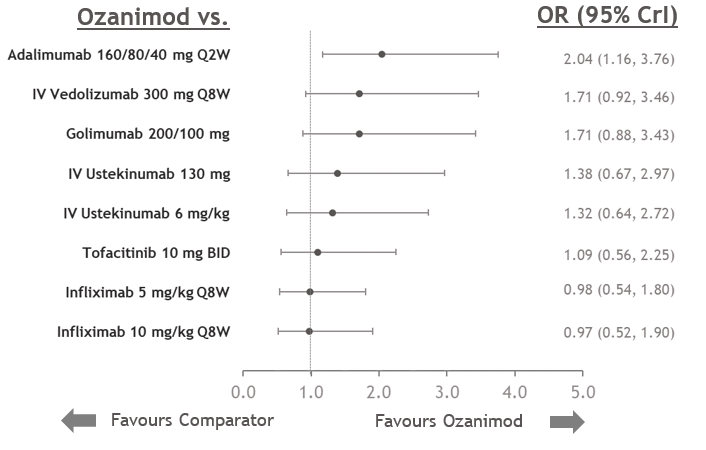 Ozanimod vs. OR (95% CrI)
Adalimumab 160/80/40 mg Q2W 2.04 (1.16, 3.76)
IV Vedolizumab 300 mg Q8W 1.71 (0.92, 3.46)
Golimumab 200/100 mg 1.71 (0.88, 3.43)
IV Ustekinumab 130 mg 1.38 (0.67, 2.97)
IV Ustekinumab 6 mg/kg 1.32 (0.64, 2.72)
Tofacitinib 10 mg BID 1.09 (0.56, 2.25)
Infliximab 5 mg/kg Q8W 0.98 (0.54, 1.80)
Infliximab 10 mg/kg Q8W 0.97 (0.52, 1.90)
0.0 1.0 2.0 3.0 4.0 5.0
Favours Comparator Favours Ozanimod